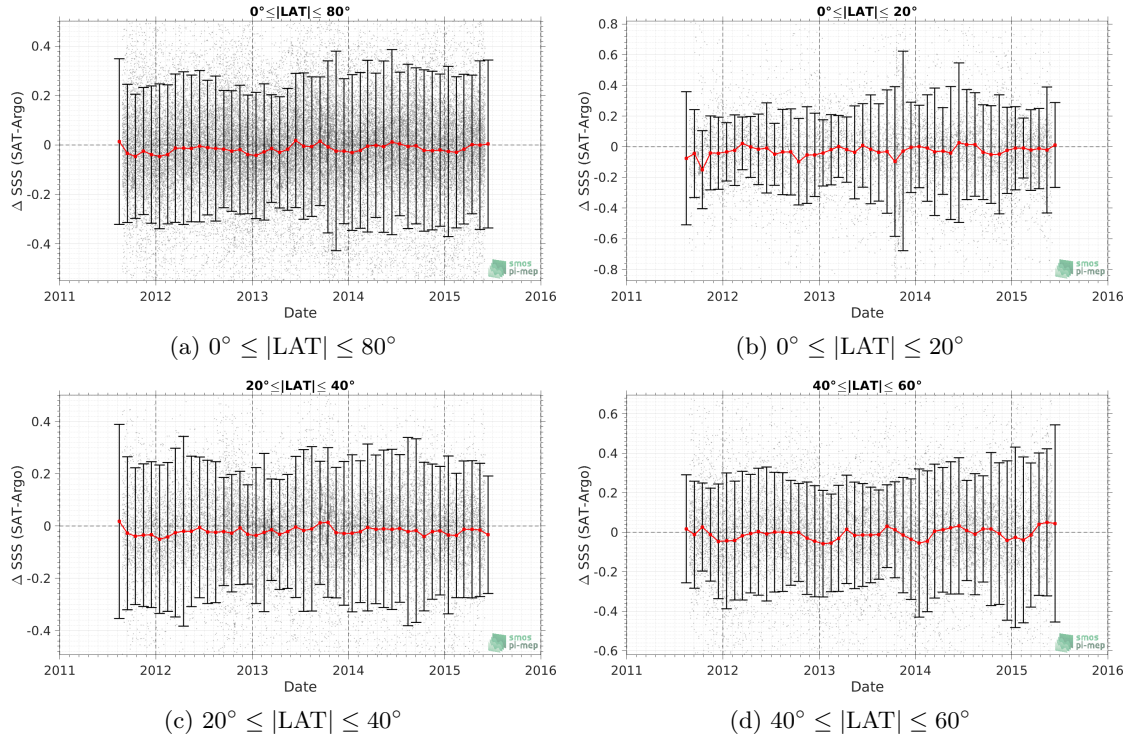 0°≤|LAT|≤ 80°
Δ SSS (SAT-Argo)
0.4
0.2
0
-0.2
-0.4
2011 2012 2013 2014 2015 2016
Date
smos
pi-mep
(a) 0° ≤ |LAT| ≤ 80°
0°≤|LAT|≤ 20°
Δ SSS (SAT-Argo)
0.8
0.6
0.4
0.2
0
-0.2
-0.4
-0.6
-0.8
2011 2012 2013 2014 2015 2016
Date
smos
pi-mep
(b) 0° ≤ |LAT| ≤ 20°
20°≤|LAT|≤ 40°
Δ SSS (SAT-Argo)
0.4
0.2
0
-0.2
-0.4
2011 2012 2013 2014 2015 2016
Date
smos
pi-mep
(c) 20° ≤ |LAT| ≤ 40°
40°≤|LAT|≤ 60°
Δ SSS (SAT-Argo)
0.6
0.4
0.2
0
-0.2
-0.4
-0.6
2011 2012 2013 2014 2015 2016
Date
smos
pi-mep
(d) 40° ≤ |LAT| ≤ 60°